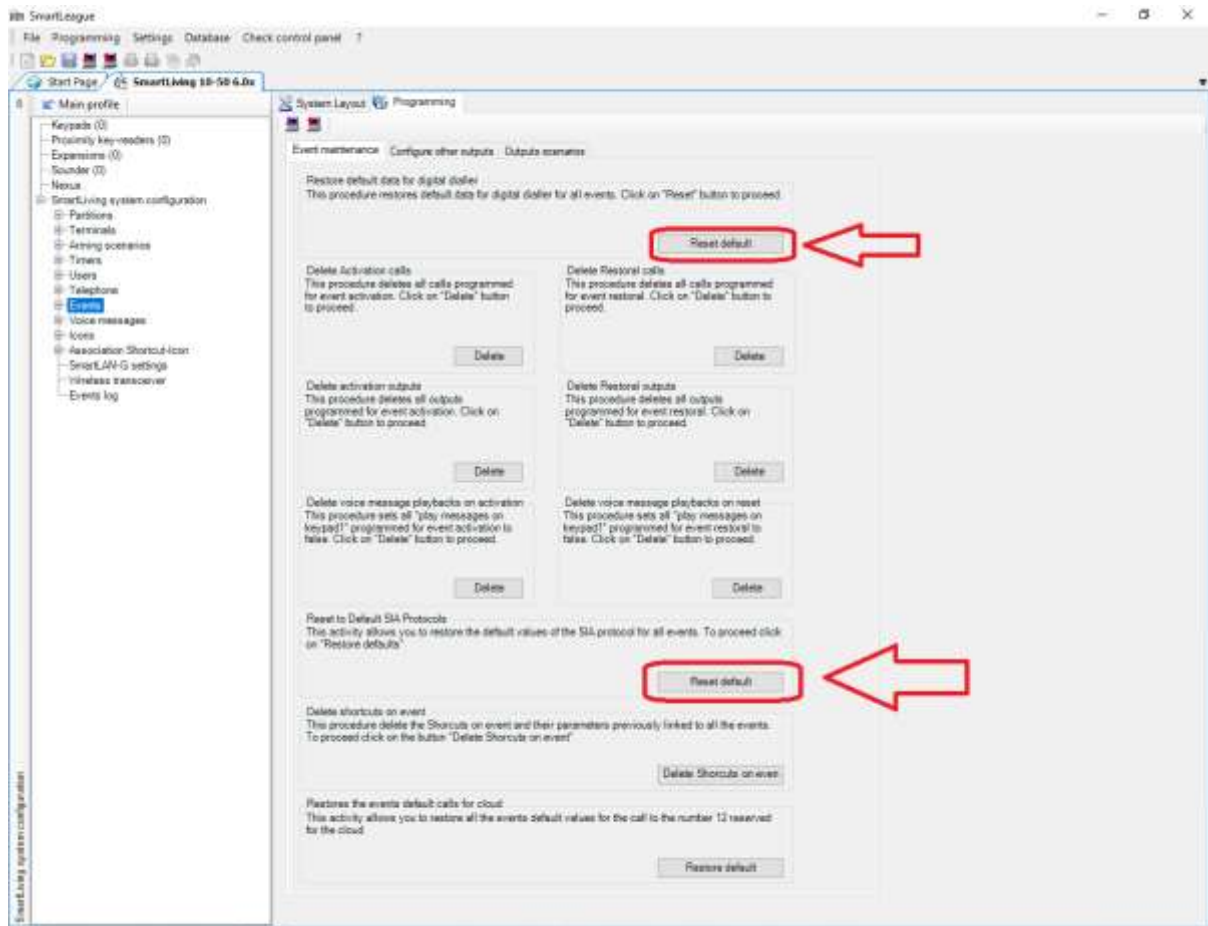 SmartLeague
File Programming Settings Database Check control panel ?
Start Page SmartLiving 10-50 6.0x
Main profile
System Layout Programming
Keypads (0)
Proximity key-readers (0)
Expansions (0)
Sounder (0)
Nexus
SmartLiving system configuration
Partitions
Terminals
Arming scenarios
Timers
Users
Telephone
Events
Voice messages
Icons
Association Shortcut-Icon
SmartLAN-G settings
Wireless transceiver
Events log
SmartLiving system configuration
Event maintenance Configure other outputs Outputs scenarios
Restore default data for digital dialler
This procedure restores default data for digital dialler for all events. Click on "Reset" button to proceed.
Reset default
Delete Activation calls
This procedure deletes all calls programmed
for event activation. Click on "Delete" button
to proceed.
Delete
Delete Restoral calls
This procedure deletes all calls programmed
for event restoral. Click on "Delete" button to
proceed.
Delete
Delete activation outputs
This procedure deletes all outputs
programmed for event activation. Click on
"Delete" button to proceed.
Delete
Delete Restoral outputs
This procedure deletes all outputs
programmed for event restoral. Click on
"Delete" button to proceed.
Delete
Delete voice message playbacks on activation
This procedure sets all "play messages on
keypad1" programmed for event activation to
false. Click on "Delete" button to proceed.
Delete
Delete voice message playbacks on reset
This procedure sets all "play messages on
keypad1" programmed for event restoral to
false. Click on "Delete" button to proceed.
Delete
Reset to Default SIA Protocols
This activity allows you to restore the default values of the SIA protocol for all events. To proceed click
on "Restore defaults"
Reset default
Delete shortcuts on event
This procedure delete the Shorcuts on event and their parameters previously linked to all the events.
To proceed click on the button "Delete Shorcuts on event"
Delete Shorcuts on even
Restores the events default calls for cloud
This activity allows you to restore all the events default values for the call to the number 12 reserved
for the cloud
Restore default